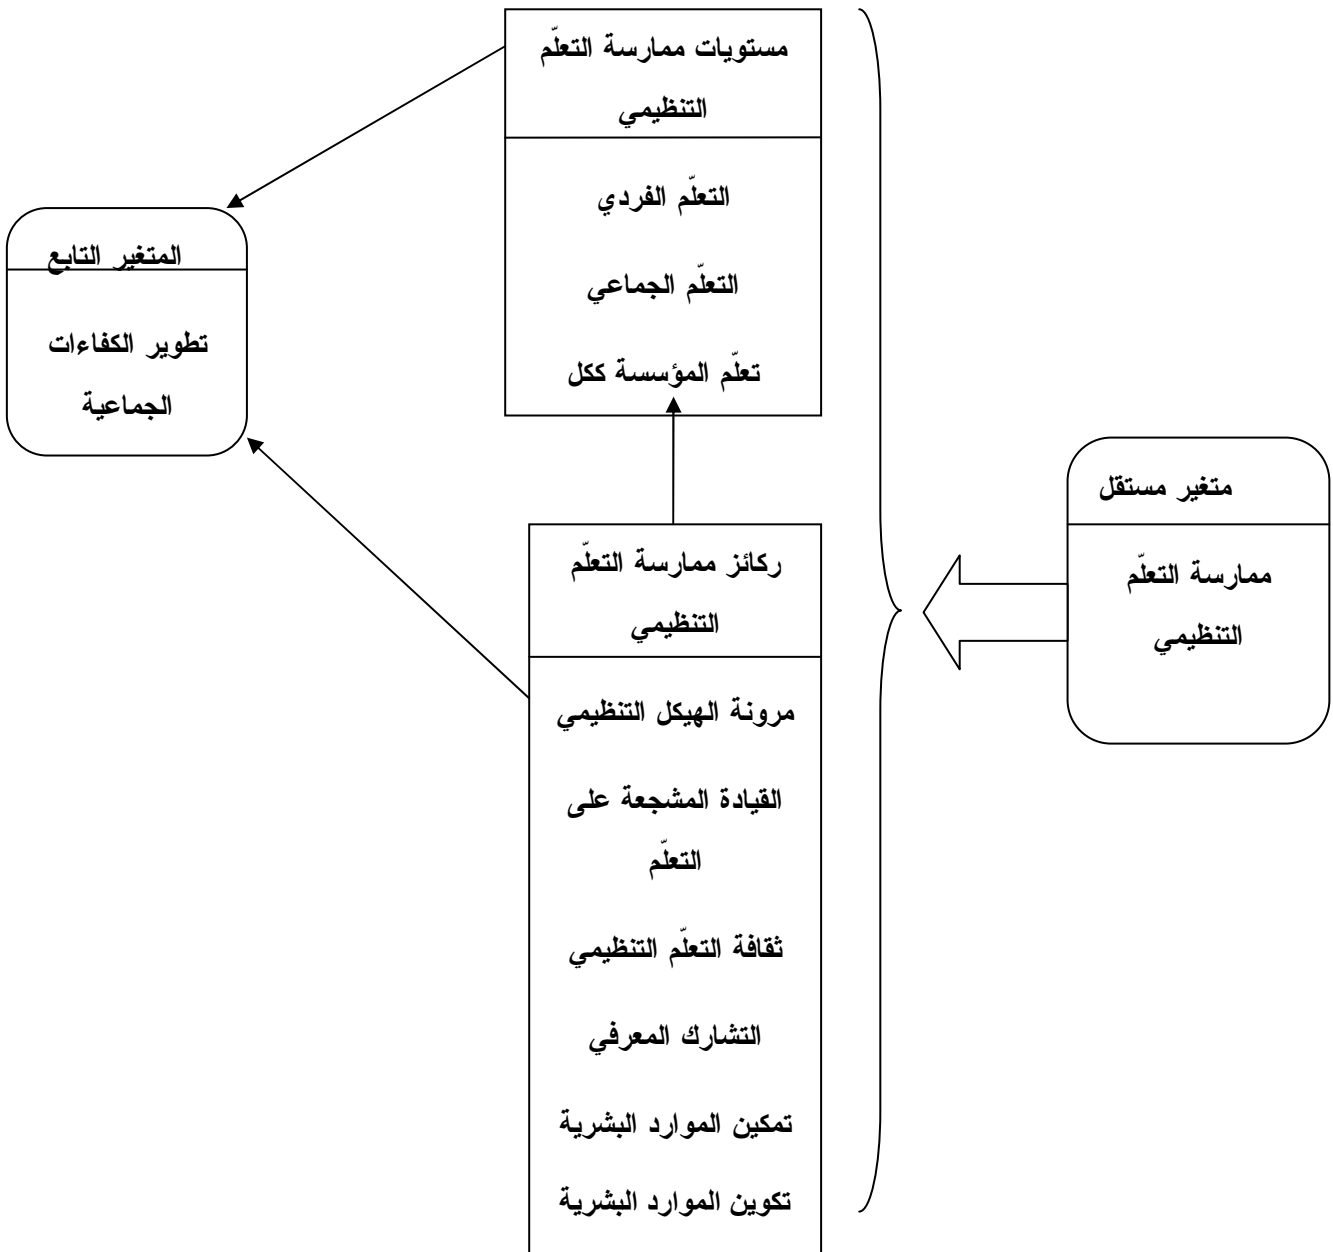 مستويات ممارسة التعلّم
التنظيمي
التعلّم الفردي
التعلّم الجماعي
تعلّم المؤسسة ككل
المتغير التابع
تطوير الكفاءات
الجماعية
متغير مستقل
ممارسة التعلّم
التنظيمي
ركائز ممارسة التعلّم
التنظيمي
مرونة الهيكل التنظيمي
القيادة المشجعة على
التعلّم
ثقافة التعلّم التنظيمي
التشارك المعرفي
تمكين الموارد البشرية
تكوين الموارد البشرية